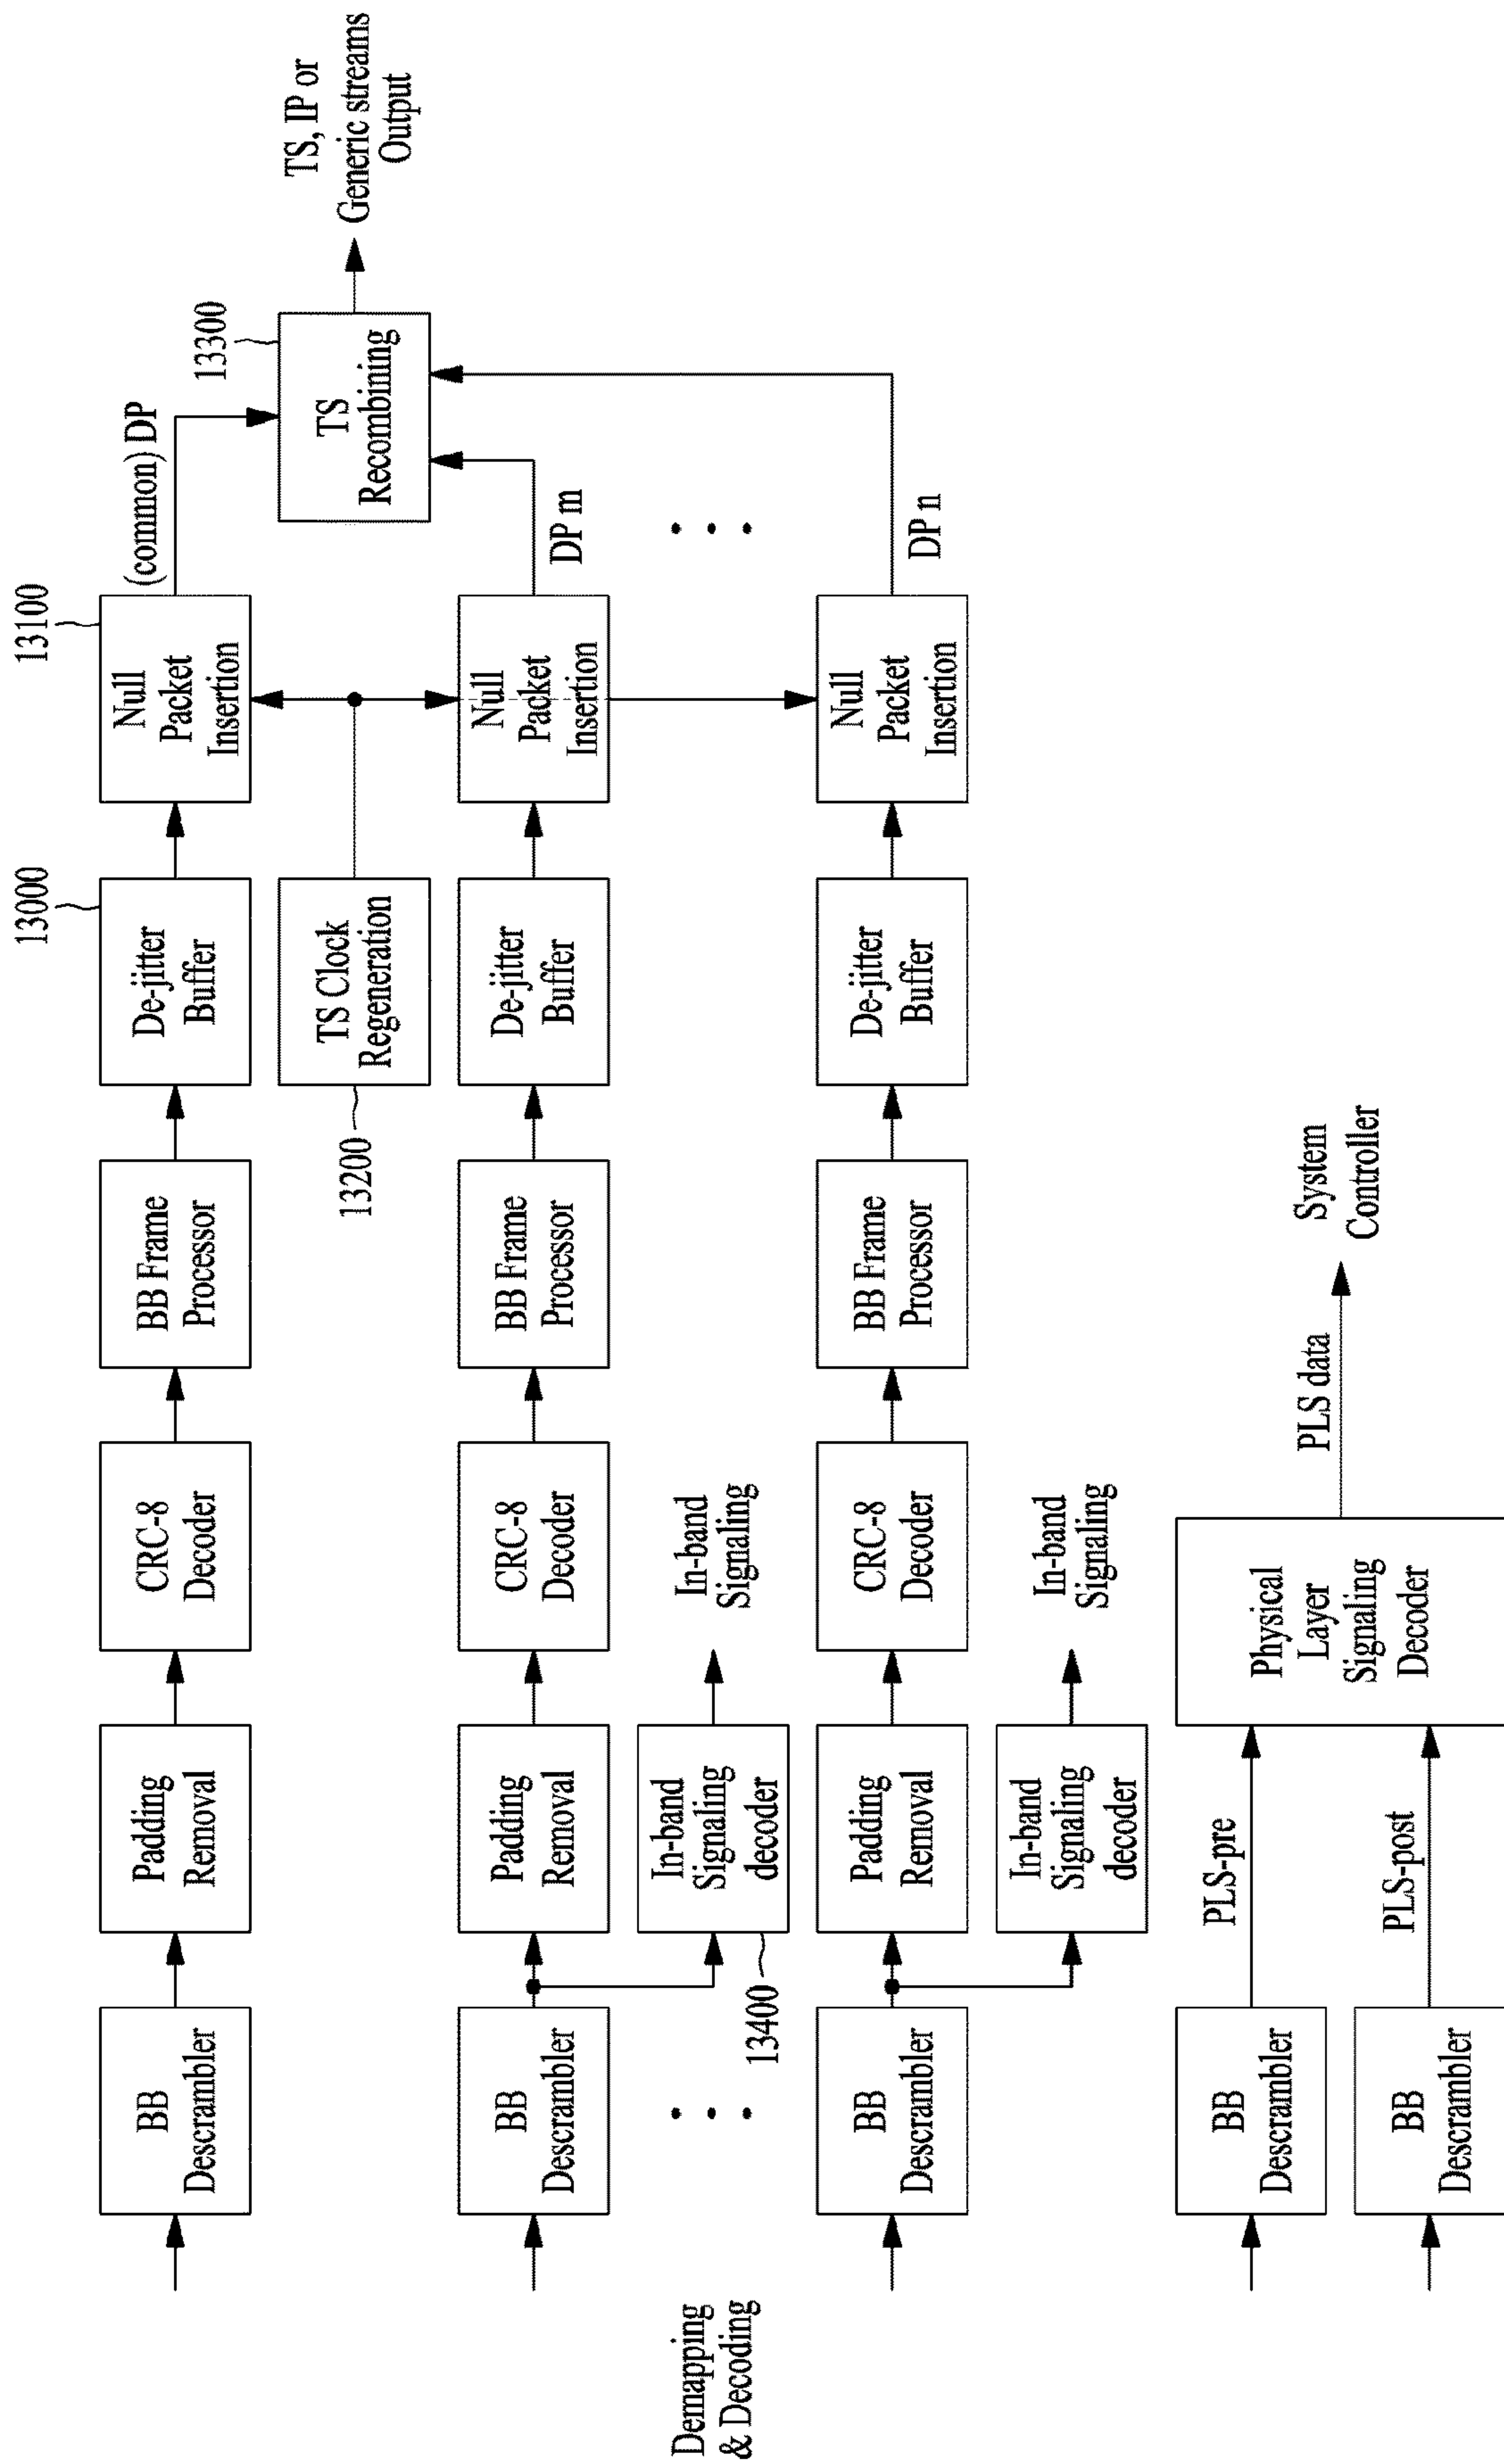 Demapping
& Decoding
BB
Descrambler
Padding
Removal
CRC-8
Decoder
BB Frame
Processor
De-jitter
Buffer
13000
Null
Packet
Insertion
13100
(common) DP
TS Clock
Regeneration
13200
TS
Recombining
13300
TS, IP or
Generic streams
Output
BB
Descrambler
Padding
Removal
CRC-8
Decoder
BB Frame
Processor
De-jitter
Buffer
Null
Packet
Insertion
DP m
In-band
Signaling
decoder
13400
In-band
Signaling
BB
Descrambler
Padding
Removal
CRC-8
Decoder
BB Frame
Processor
De-jitter
Buffer
Null
Packet
Insertion
DP n
In-band
Signaling
decoder
In-band
Signaling
BB
Descrambler
PLS-pre
BB
Descrambler
PLS-post
Physical
Layer
Signaling
Decoder
PLS data
System
Controller